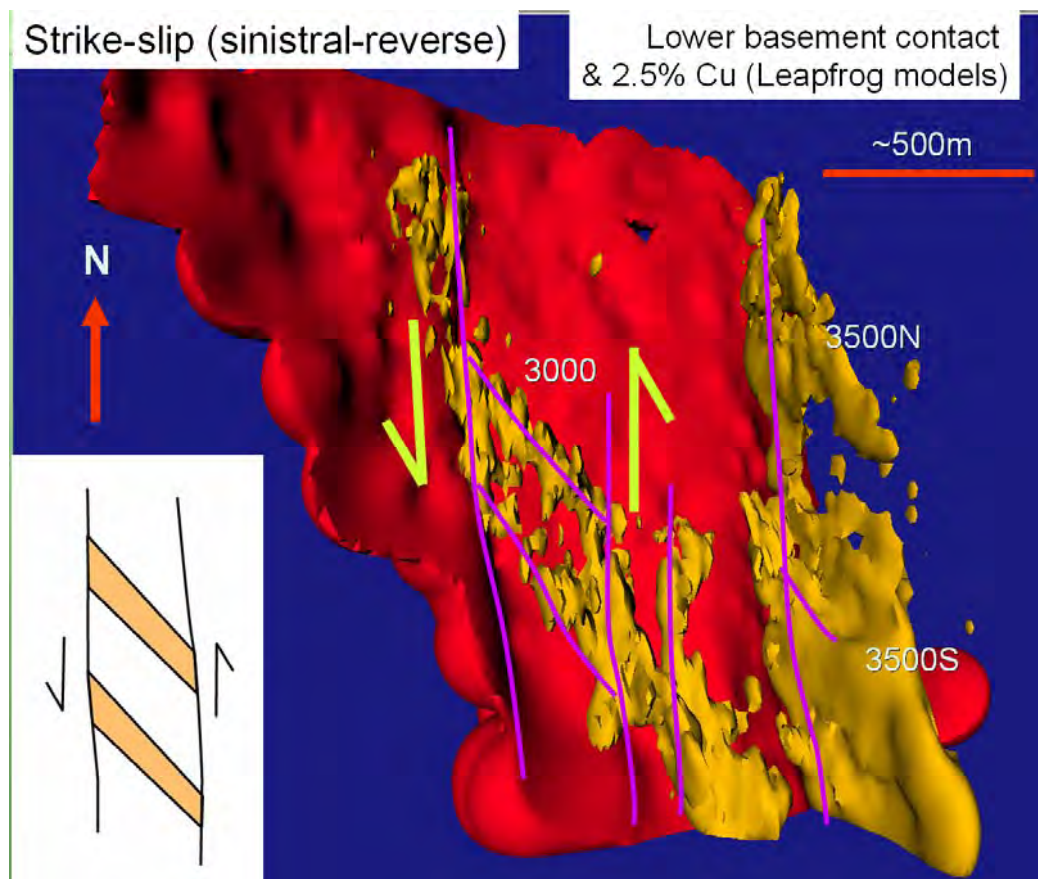 Strike-slip (sinistral-reverse)
Lower basement contact
& 2.5% Cu (Leapfrog models)
~500m
N
3500N
3000
3500S